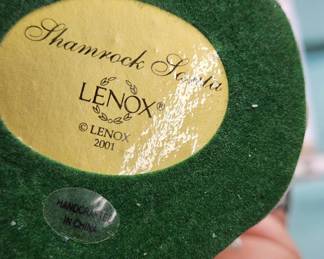 Shamrock Santa
LENOX®
© LENOX
2001
HANDCRAFTED
IN CHINA